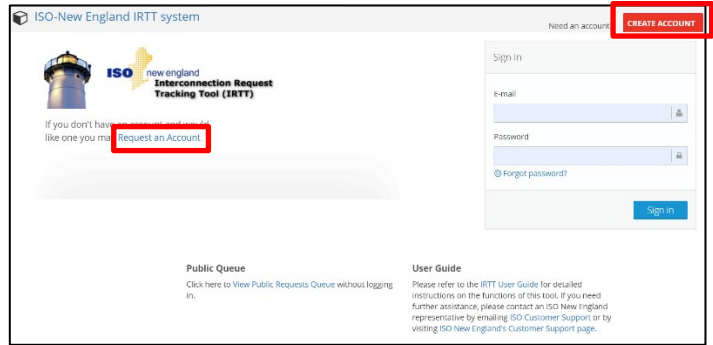 ISO-New England IRTT system
Need an account
CREATE ACCOUNT
ISO new england
Interconnection Request
Tracking Tool (IRTT)
If you don't have an account and would
like one you ma Request an Account
Sign In
E-mail
Password
Forgot password?
Sign in
Public Queue
Click here to View Public Requests Queue without logging
in.
User Guide
Please refer to the IRTT User Guide for detailed
instructions on the functions of this tool. If you need
further assistance, please contact an ISO New England
representative by emailing ISO Customer Support or by
visiting ISO New England's Customer Support page.